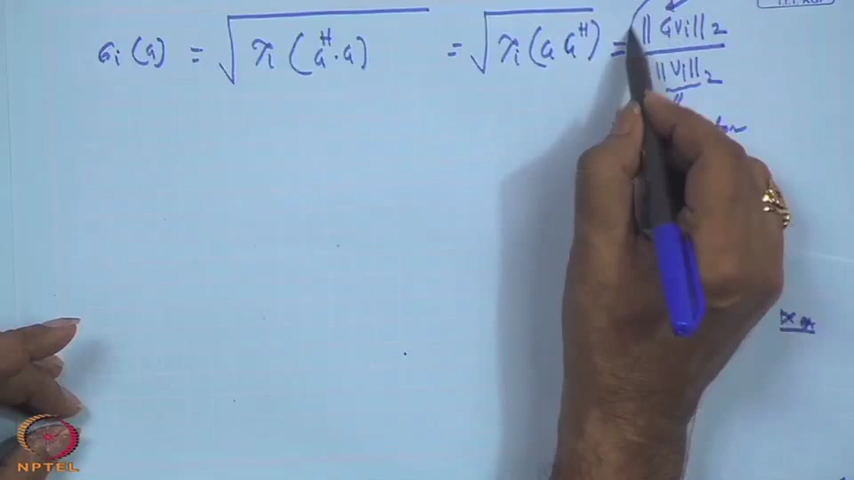 σi (G) = √λi (G^H · G) = √λi (G G^H) = ||G vi||2 / ||vi||2
NPTEL